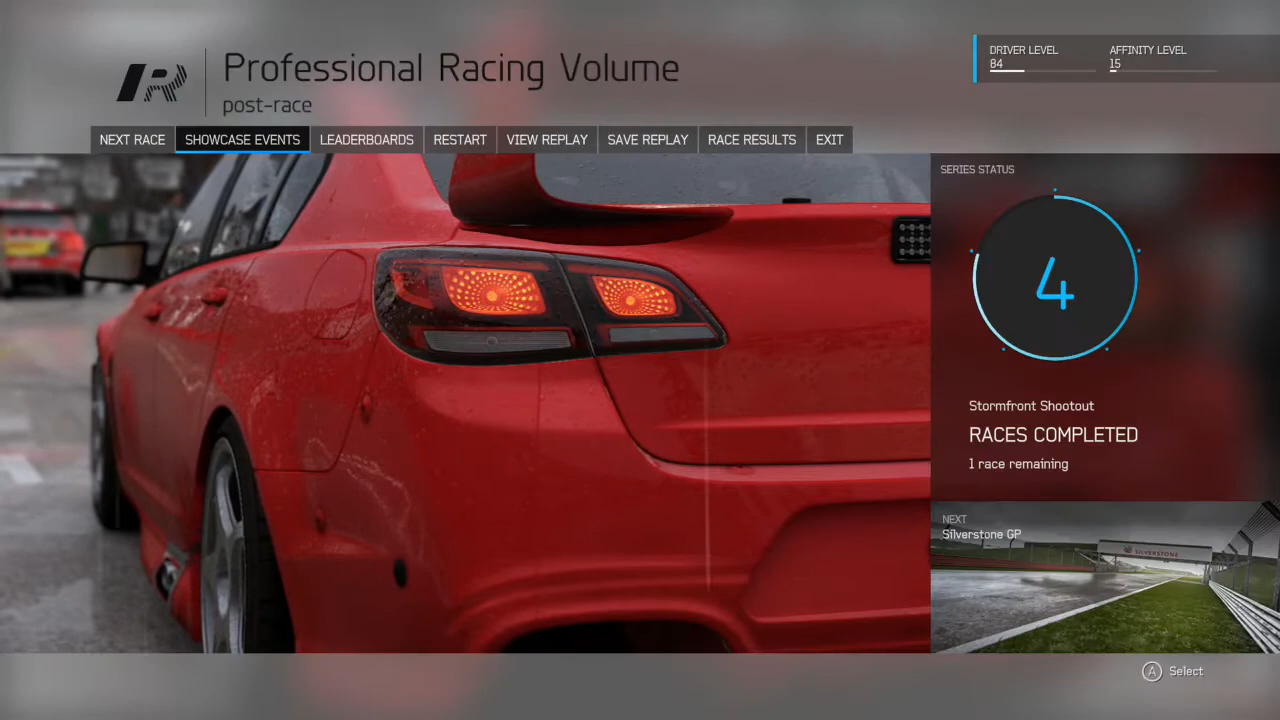 Professional Racing Volume
post-race
DRIVER LEVEL
84
AFFINITY LEVEL
15
NEXT RACE
SHOWCASE EVENTS
LEADERBOARDS
RESTART
VIEW REPLAY
SAVE REPLAY
RACE RESULTS
EXIT
SERIES STATUS
4
Stormfront Shootout
RACES COMPLETED
1 race remaining
NEXT
Silverstone GP
SILVERSTONE
A Select